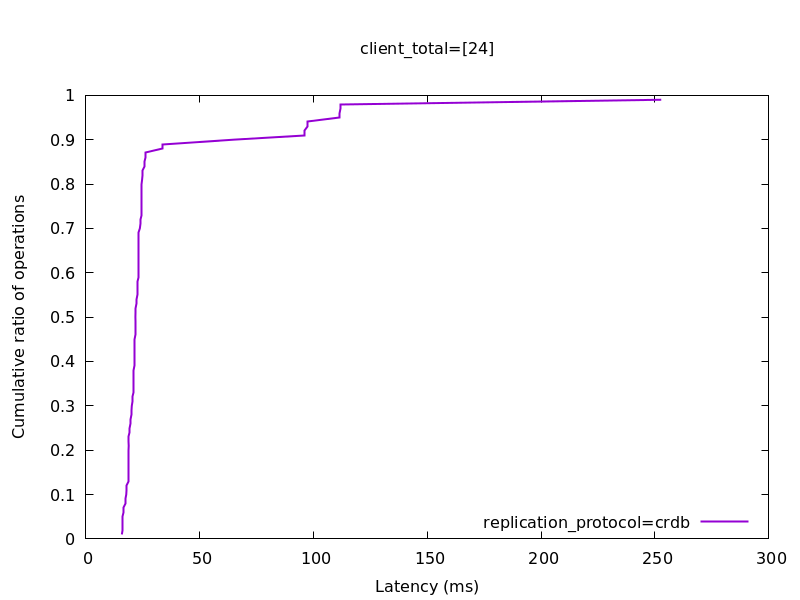 client_total=[24]
1
0.9
0.8
0.7
0.6
0.5
0.4
0.3
0.2
0.1
0
Cumulative ratio of operations
replication_protocol=crdb
0 50 100 150 200 250 300
Latency (ms)